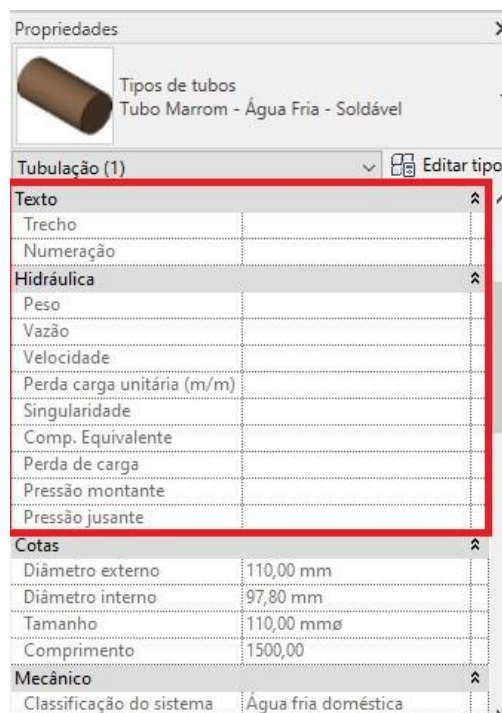 Propriedades
Tipos de tubos
Tubo Marrom - Água Fria - Soldável
Tubulação (1)
Editar tipo
Texto
Trecho
Numeração
Hidráulica
Peso
Vazão
Velocidade
Perda carga unitária (m/m)
Singularidade
Comp. Equivalente
Perda de carga
Pressão montante
Pressão jusante
Cotas
Diâmetro externo 110,00 mm
Diâmetro interno 97,80 mm
Tamanho 110,00 mmø
Comprimento 1500,00
Mecânico
Classificação do sistema Água fria doméstica